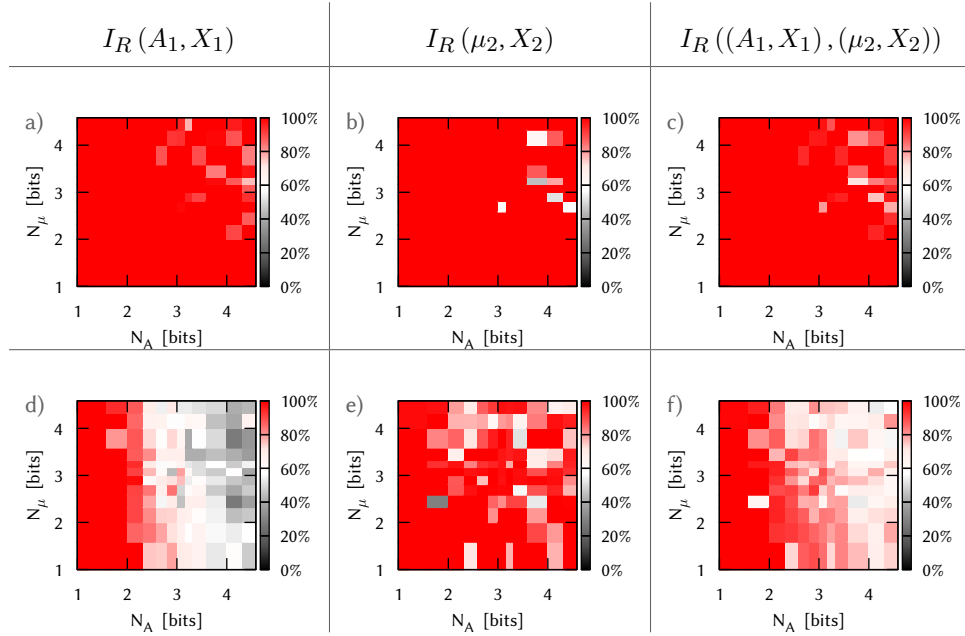 I_R (A_1, X_1) I_R (μ_2, X_2) I_R ((A_1, X_1) , (μ_2, X_2))
a) b) c)
100% 100% 100%
4 80% 4 80% 4 80%
60% 60% 60%
N_μ [bits] 3 N_μ [bits] 3 N_μ [bits] 3
40% 40% 40%
2 20% 2 20% 2 20%
1 0% 1 0% 1 0%
1 2 3 4 1 2 3 4 1 2 3 4
N_A [bits] N_A [bits] N_A [bits]
d) e) f)
100% 100% 100%
4 80% 4 80% 4 80%
60% 60% 60%
N_μ [bits] 3 N_μ [bits] 3 N_μ [bits] 3
40% 40% 40%
2 20% 2 20% 2 20%
1 0% 1 0% 1 0%
1 2 3 4 1 2 3 4 1 2 3 4
N_A [bits] N_A [bits] N_A [bits]